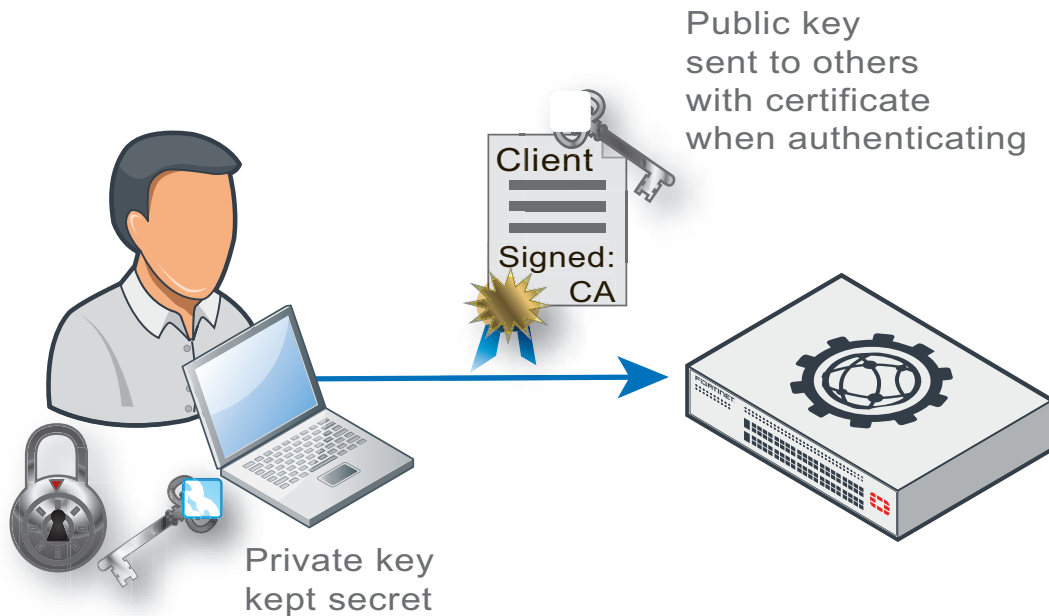 Public key
sent to others
with certificate
when authenticating
Client
Signed:
CA
FORTINET
Private key
kept secret